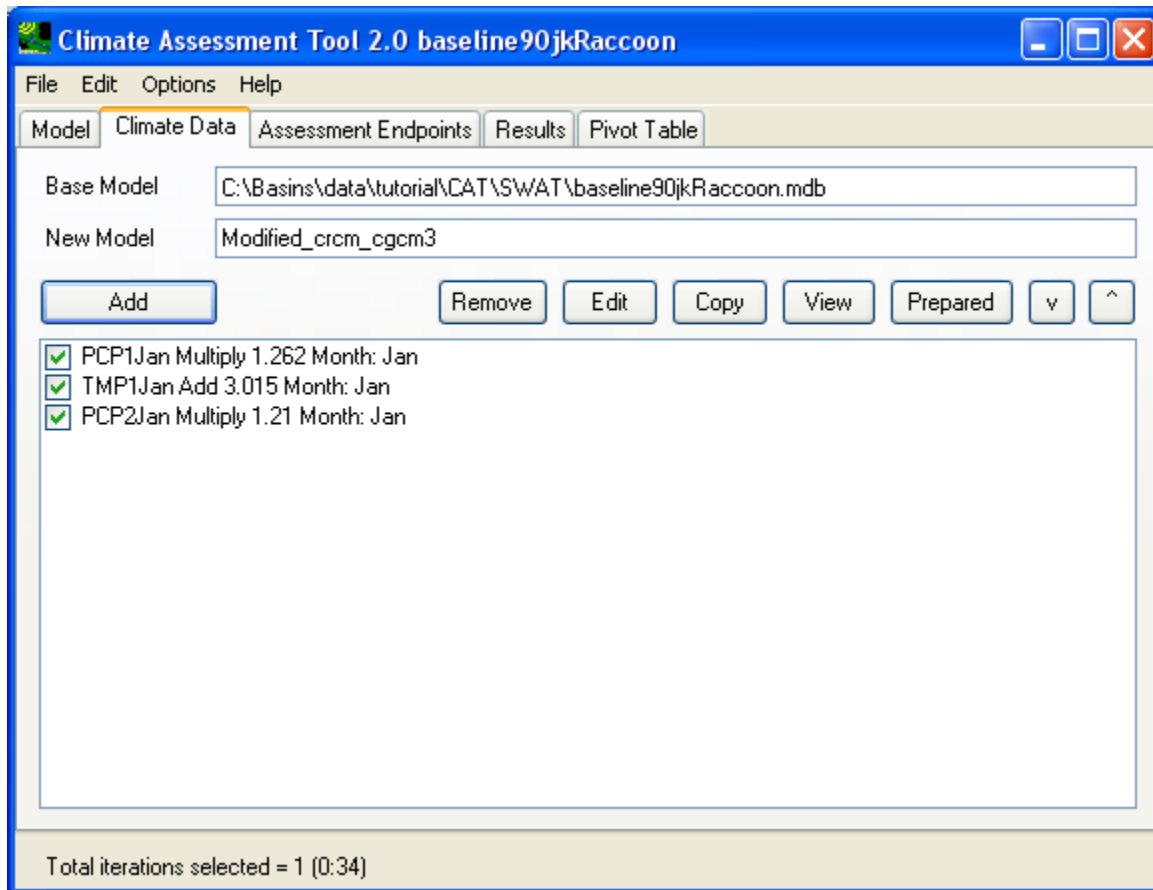 Climate Assessment Tool 2.0 baseline90jkRaccoon
File Edit Options Help
Model Climate Data Assessment Endpoints Results Pivot Table
Base Model C:\Basins\data\tutorial\CAT\SWAT\baseline90jkRaccoon.mdb
New Model Modified_crcm_cgcm3
Add Remove Edit Copy View Prepared v ^
PCP1Jan Multiply 1.262 Month: Jan
TMP1Jan Add 3.015 Month: Jan
PCP2Jan Multiply 1.21 Month: Jan
Total iterations selected = 1 (0:34)